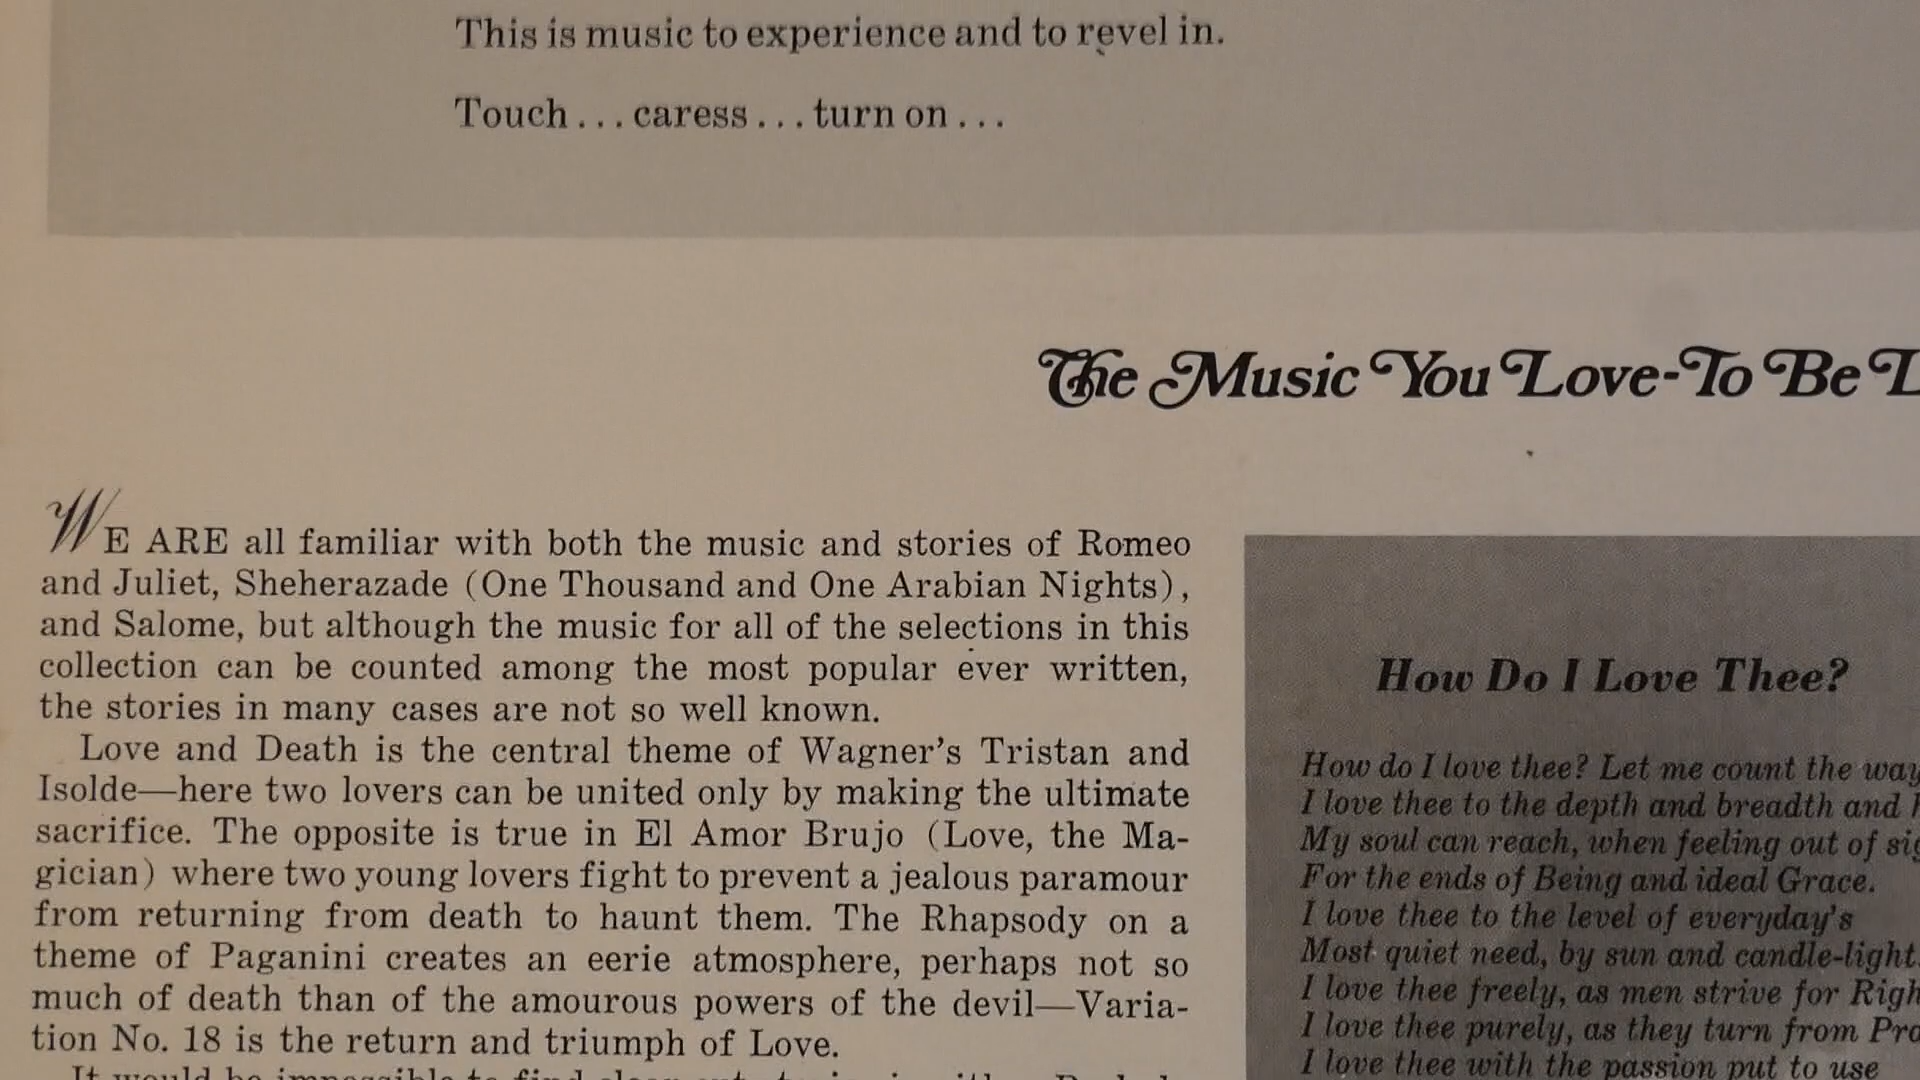 This is music to experience and to revel in.
Touch . . . caress . . . turn on . . .
The Music You Love-To Be
WE ARE all familiar with both the music and stories of Romeo
and Juliet, Sheherazade (One Thousand and One Arabian Nights),
and Salome, but although the music for all of the selections in this
collection can be counted among the most popular ever written,
the stories in many cases are not so well known.
Love and Death is the central theme of Wagner's Tristan and
Isolde—here two lovers can be united only by making the ultimate
sacrifice. The opposite is true in El Amor Brujo (Love, the Ma-
gician) where two young lovers fight to prevent a jealous paramour
from returning from death to haunt them. The Rhapsody on a
theme of Paganini creates an eerie atmosphere, perhaps not so
much of death than of the amourous powers of the devil—Varia-
tion No. 18 is the return and triumph of Love.
It would be impossible to find
How Do I Love Thee?
How do I love thee? Let me count the way
I love thee to the depth and breadth and
My soul can reach, when feeling out of
For the ends of Being and ideal Grace.
I love thee to the level of everyday's
Most quiet need, by sun and candle-light.
I love thee freely, as men strive for
I love thee purely, as they turn from
I love thee with the passion put to use